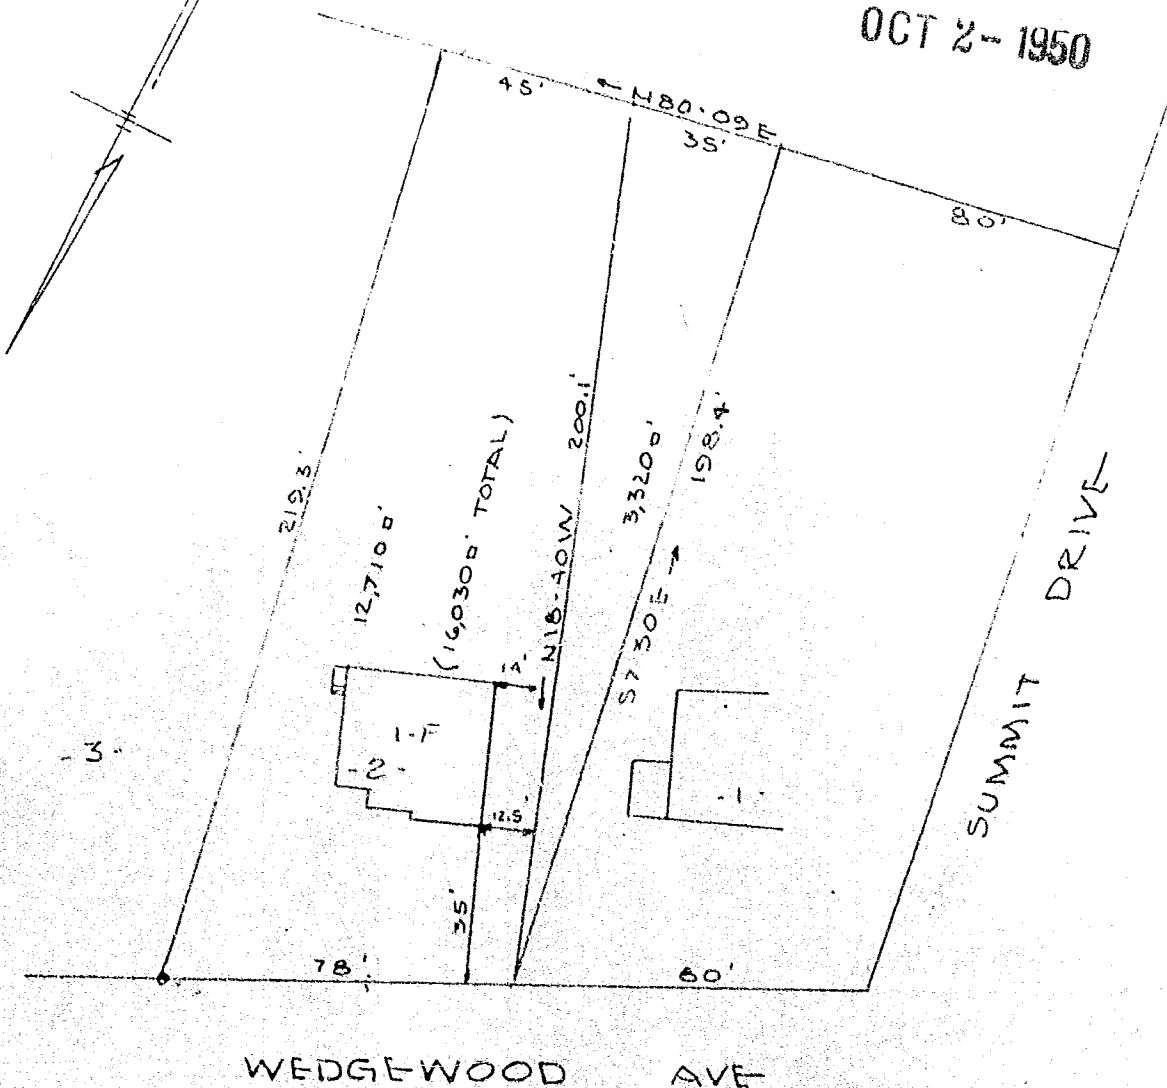 OCT 2-1950
45'
N80-09E
35'
80'
219.3'
12,710 □'
(16,030 □' TOTAL)
N18-40W 200.1'
3,320 □'
198.4'
S7 30E
14'
1-F
-2-
-3-
-1-
12.5'
35'
78'
80'
SUMMIT DRIVE
WEDGEWOOD AVE